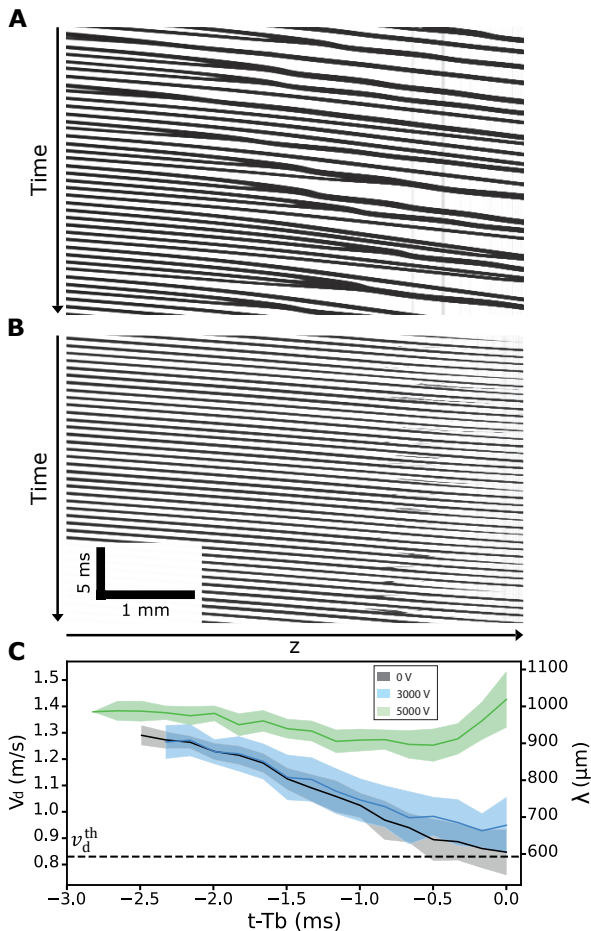 A
Time
B
Time
5 ms
1 mm
z
C
0 V
3000 V
5000 V
1.5
1.4
1.3
1.2
1.1
1.0
0.9
0.8
Vd (m/s)
v_d^th
1100
1000
900
800
700
600
λ (μm)
−3.0 −2.5 −2.0 −1.5 −1.0 −0.5 0.0
t-Tb (ms)